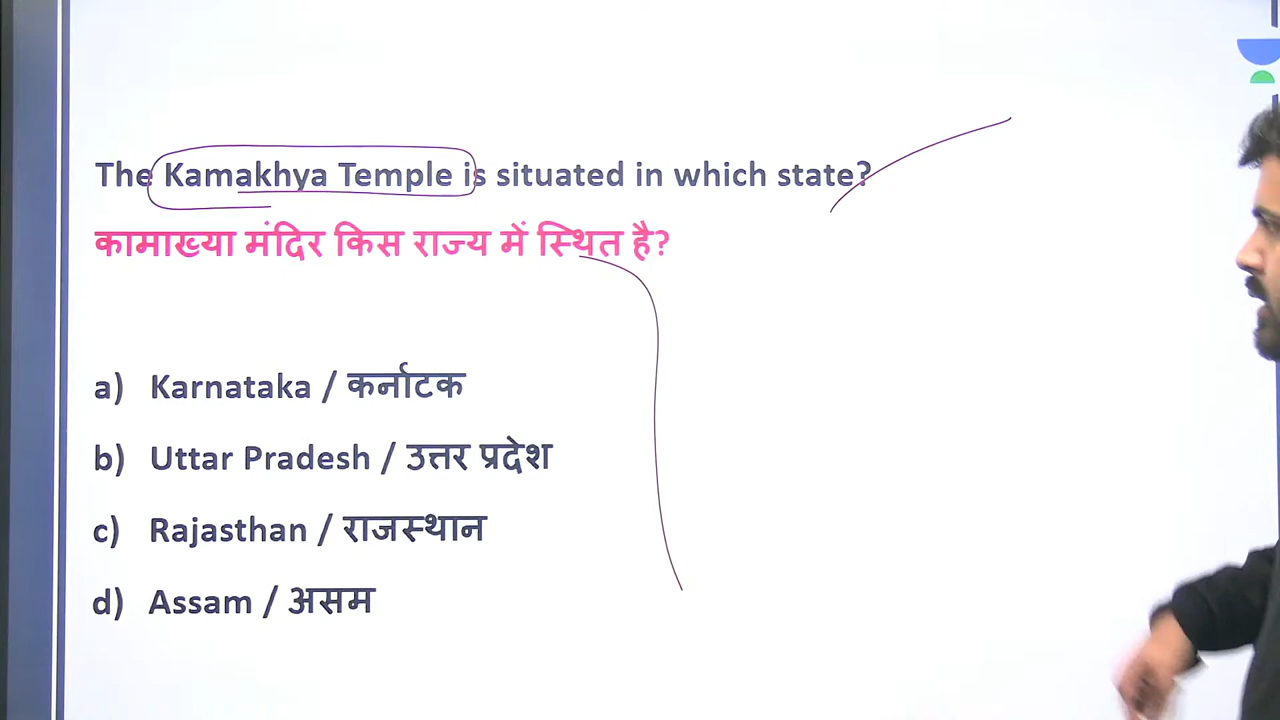 The Kamakhya Temple is situated in which state?
कामाख्या मंदिर किस राज्य में स्थित है?
a) Karnataka / कर्नाटक
b) Uttar Pradesh / उत्तर प्रदेश
c) Rajasthan / राजस्थान
d) Assam / असम